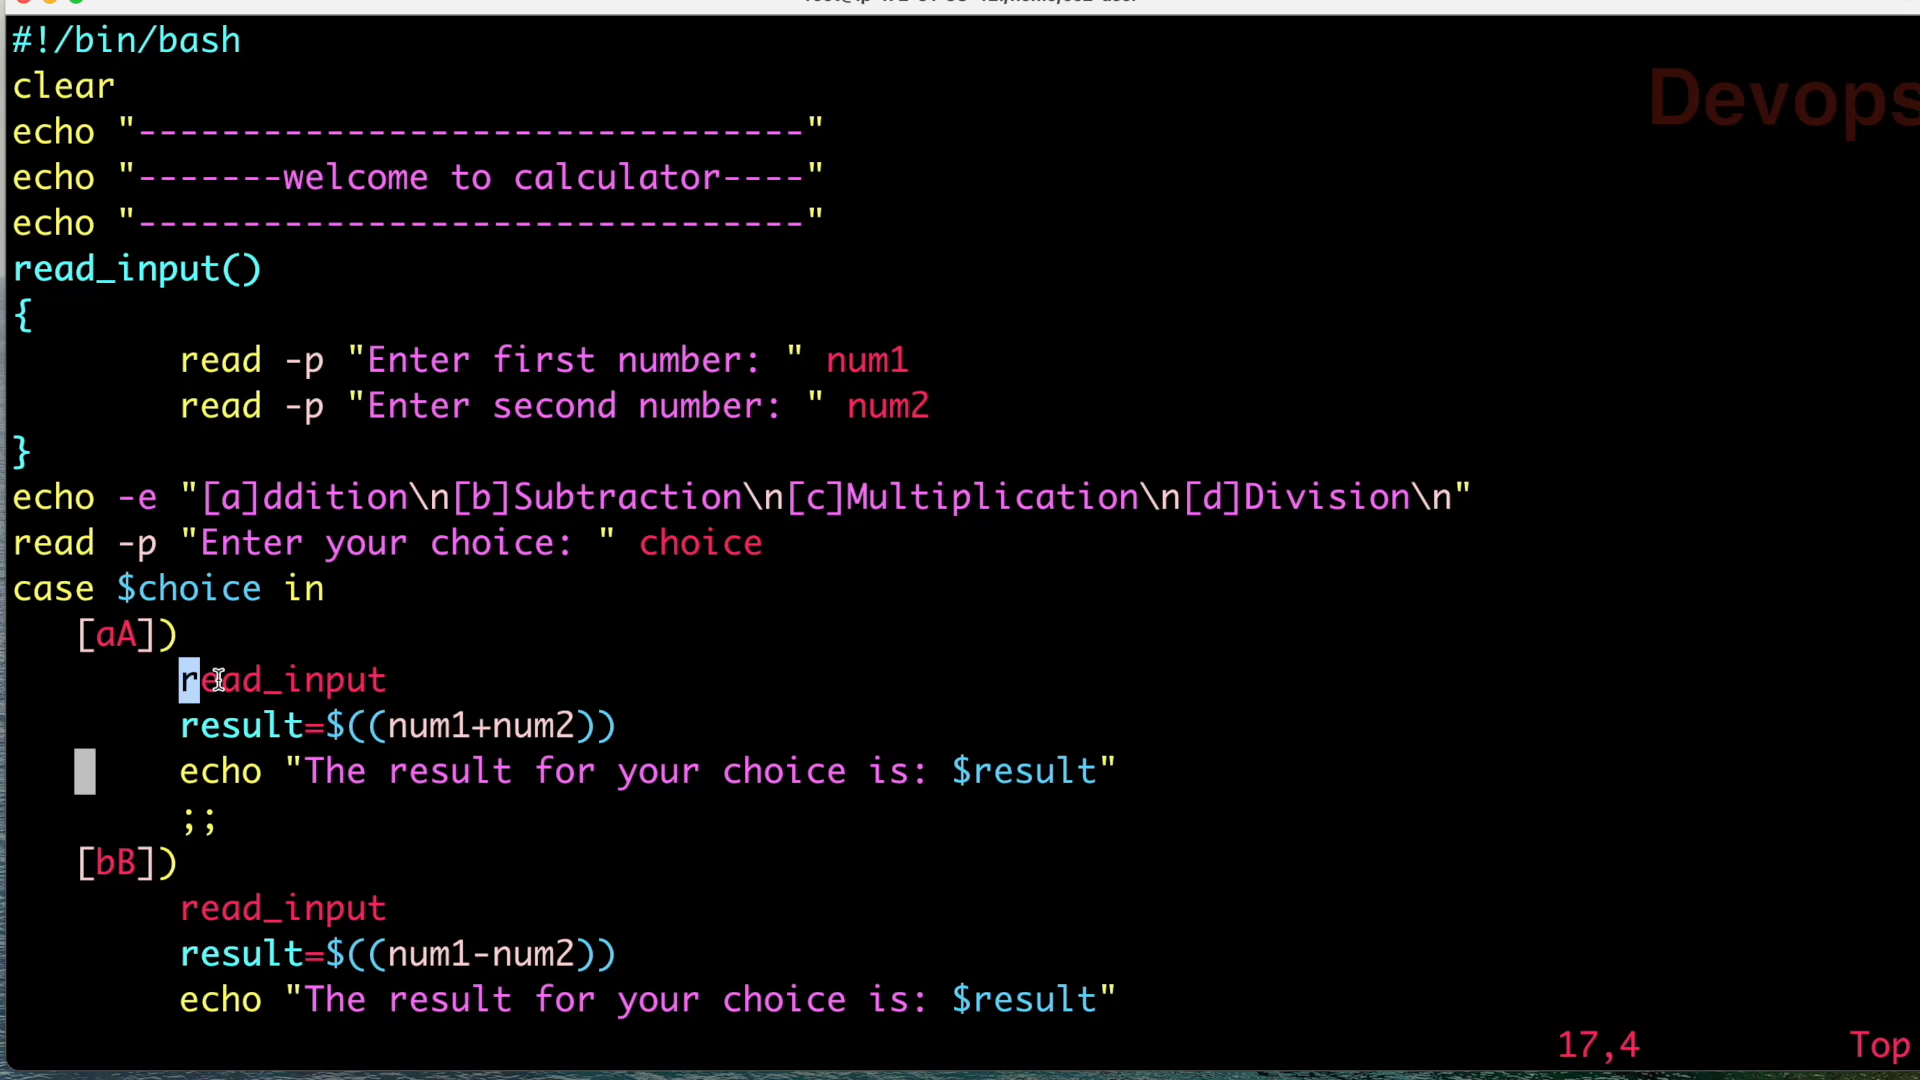 #!/bin/bash
clear
echo "--------------------------------"
echo "-------welcome to calculator----"
echo "--------------------------------"
read_input()
{
        read -p "Enter first number: " num1
        read -p "Enter second number: " num2
}
echo -e "[a]ddition\n[b]Subtraction\n[c]Multiplication\n[d]Division\n"
read -p "Enter your choice: " choice
case $choice in
   [aA])
        read_input
        result=$((num1+num2))
        echo "The result for your choice is: $result"
        ;;
   [bB])
        read_input
        result=$((num1-num2))
        echo "The result for your choice is: $result"
17,4 Top
Devops